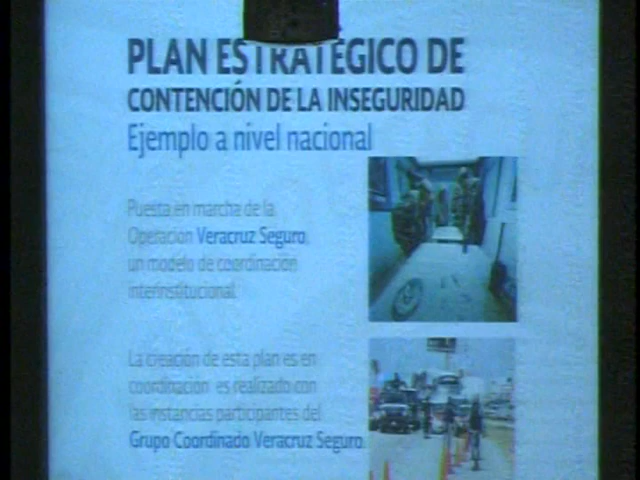 PLAN ESTRATÉGICO DE
CONTENCIÓN DE LA INSEGURIDAD
Ejemplo a nivel nacional
Puesta en marcha de la
Operación Veracruz Seguro,
un modelo de coordinación
interinstitucional.
La creación de esta plan es en
coordinación es realizado con
las instancias participantes del
Grupo Coordinado Veracruz Seguro.